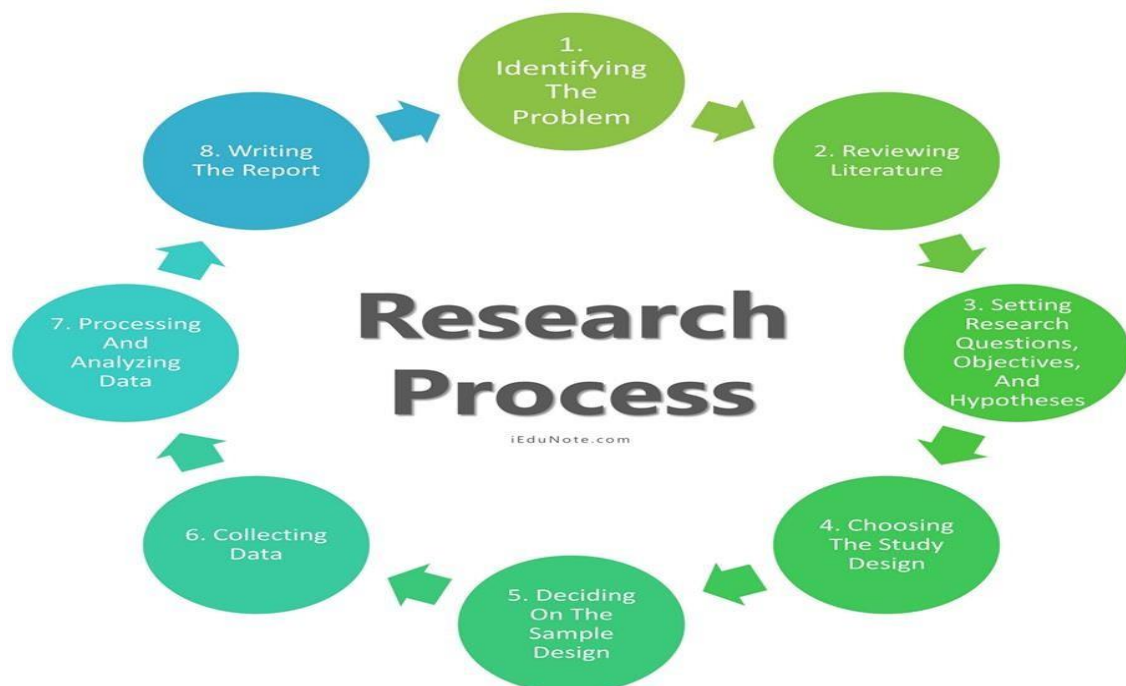 1.
Identifying
The
Problem
2. Reviewing
Literature
3. Setting
Research
Questions,
Objectives,
And
Hypotheses
4. Choosing
The Study
Design
5. Deciding
On The
Sample
Design
6. Collecting
Data
7. Processing
And
Analyzing
Data
8. Writing
The Report
Research
Process
iEduNote.com